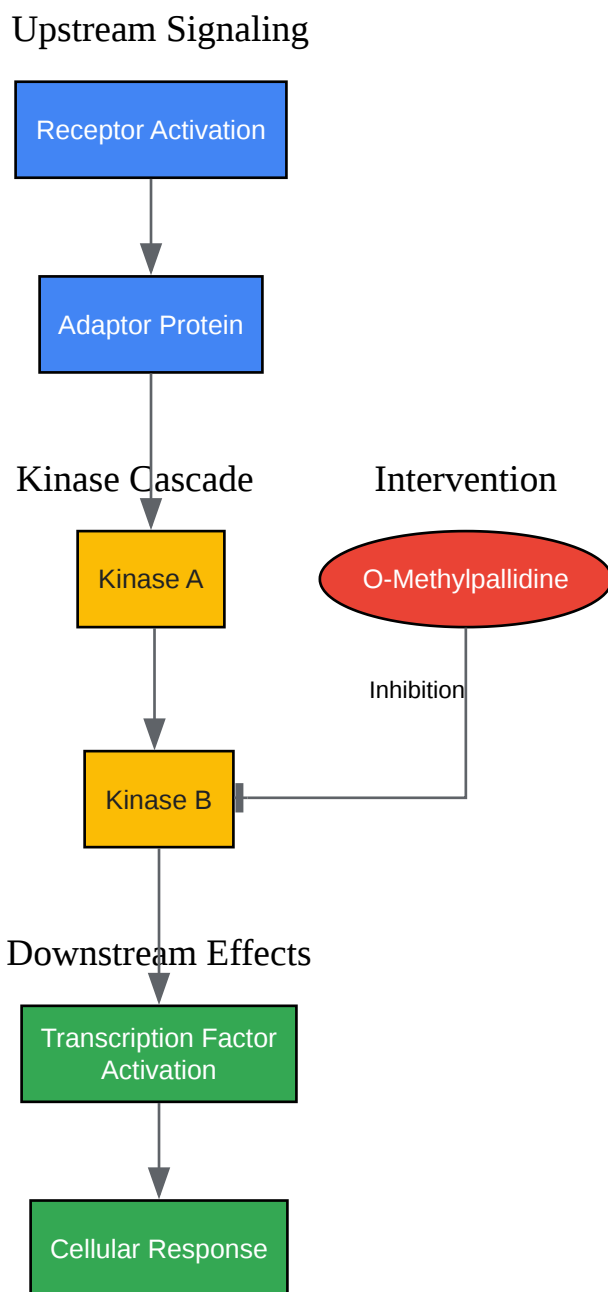 Upstream Signaling
Receptor Activation
Adaptor Protein
Kinase Cascade
Intervention
Kinase A
O-Methylpallidine
Inhibition
Kinase B
Downstream Effects
Transcription Factor
Activation
Cellular Response